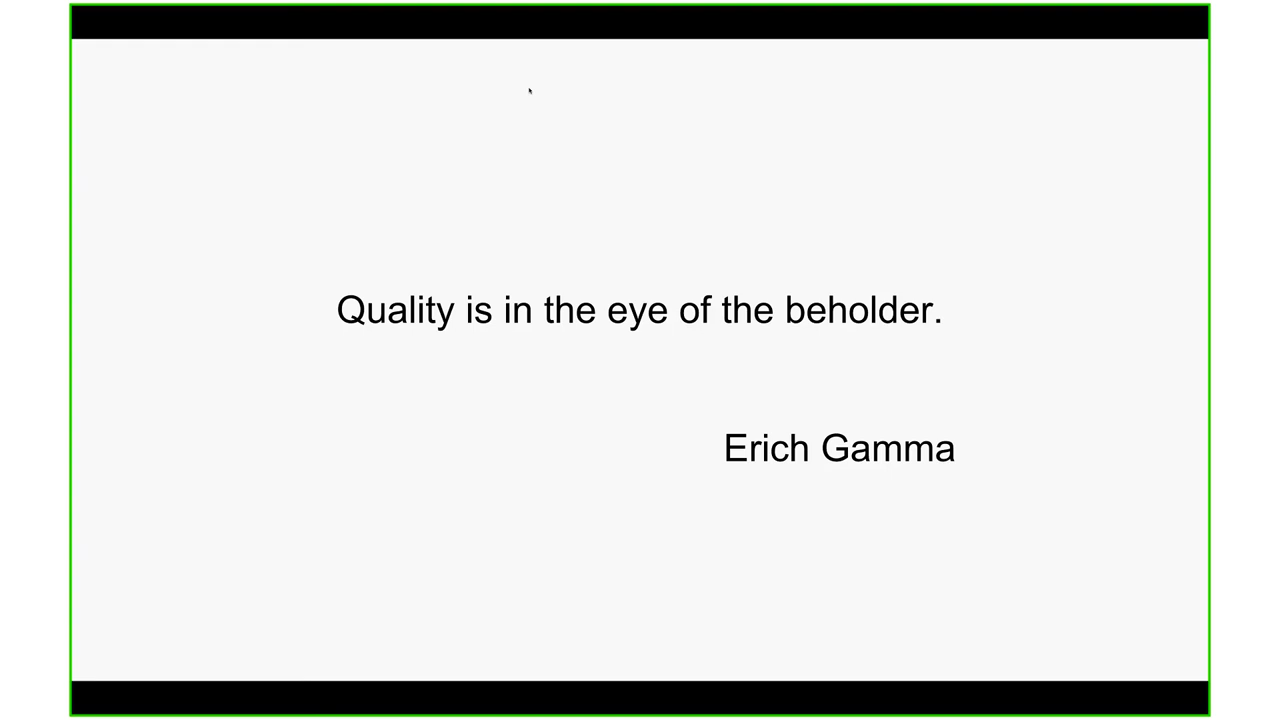 Quality is in the eye of the beholder.
Erich Gamma